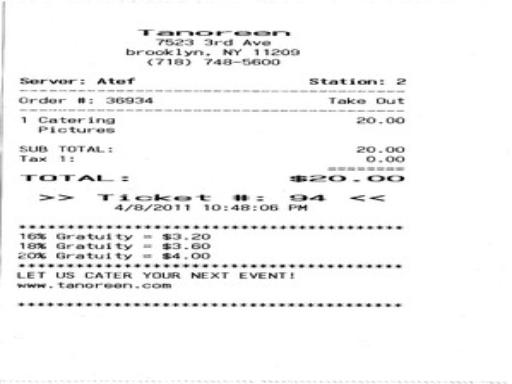 Tanoreen
7523 3rd Ave
brooklyn, NY 11209
(718) 748-5600
Server: Atef Station: 2
Order #: 36934 Take Out
1 Catering 20.00
Pictures
SUB TOTAL: 20.00
Tax 1: 0.00
========
TOTAL: $20.00
>> Ticket #: 94 <<
4/8/2011 10:48:06 PM
****************************************
16% Gratuity = $3.20
18% Gratuity = $3.60
20% Gratuity = $4.00
****************************************
LET US CATER YOUR NEXT EVENT!
www.tanoreen.com
****************************************